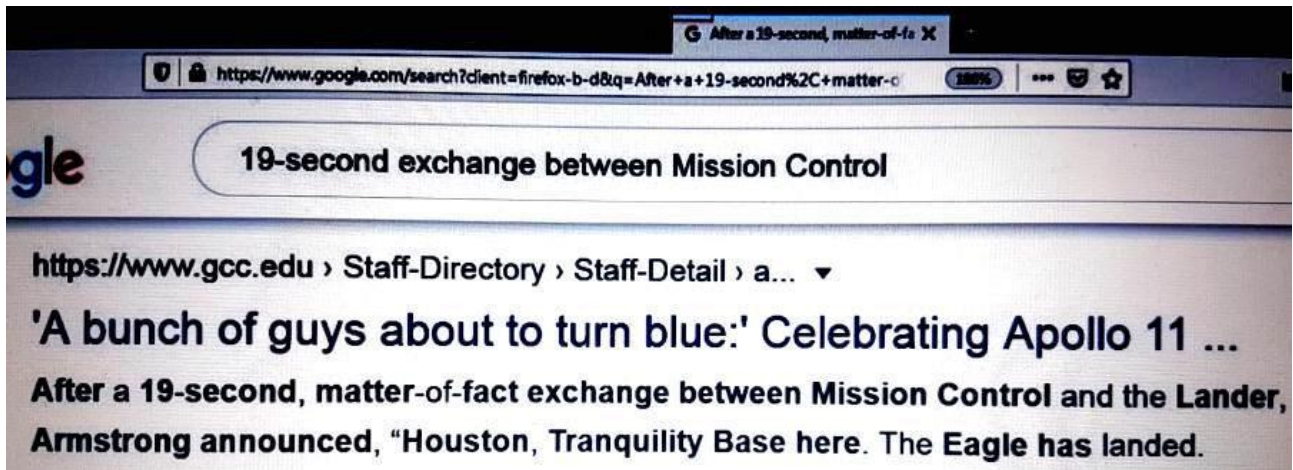 G After a 19-second, matter-of-fa X
https://www.google.com/search?client=firefox-b-d&q=After+a+19-second%2C+matter-o 180% ...
gle 19-second exchange between Mission Control
https://www.gcc.edu › Staff-Directory › Staff-Detail › a... ▼
'A bunch of guys about to turn blue:' Celebrating Apollo 11 ...
After a 19-second, matter-of-fact exchange between Mission Control and the Lander,
Armstrong announced, “Houston, Tranquility Base here. The Eagle has landed.